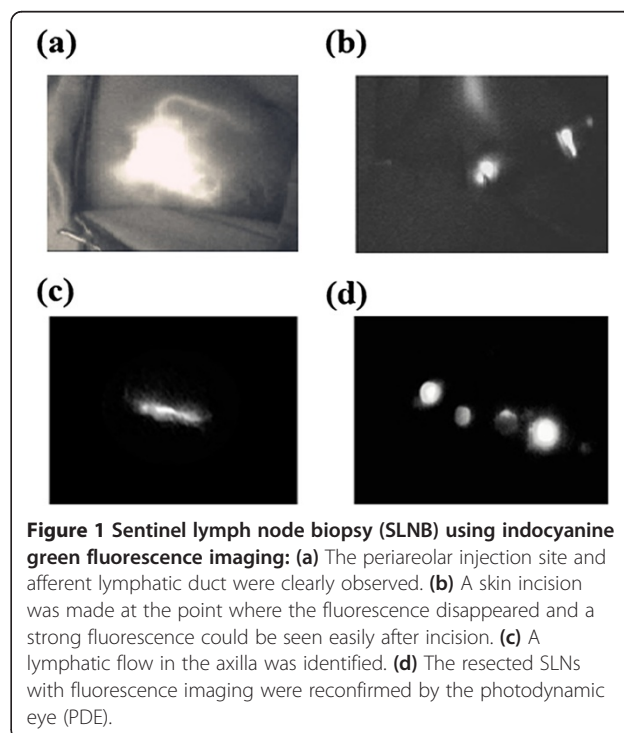 (a)
(b)
(c)
(d)
Figure 1 Sentinel lymph node biopsy (SLNB) using indocyanine
green fluorescence imaging: (a) The periareolar injection site and
afferent lymphatic duct were clearly observed. (b) A skin incision
was made at the point where the fluorescence disappeared and a
strong fluorescence could be seen easily after incision. (c) A
lymphatic flow in the axilla was identified. (d) The resected SLNs
with fluorescence imaging were reconfirmed by the photodynamic
eye (PDE).